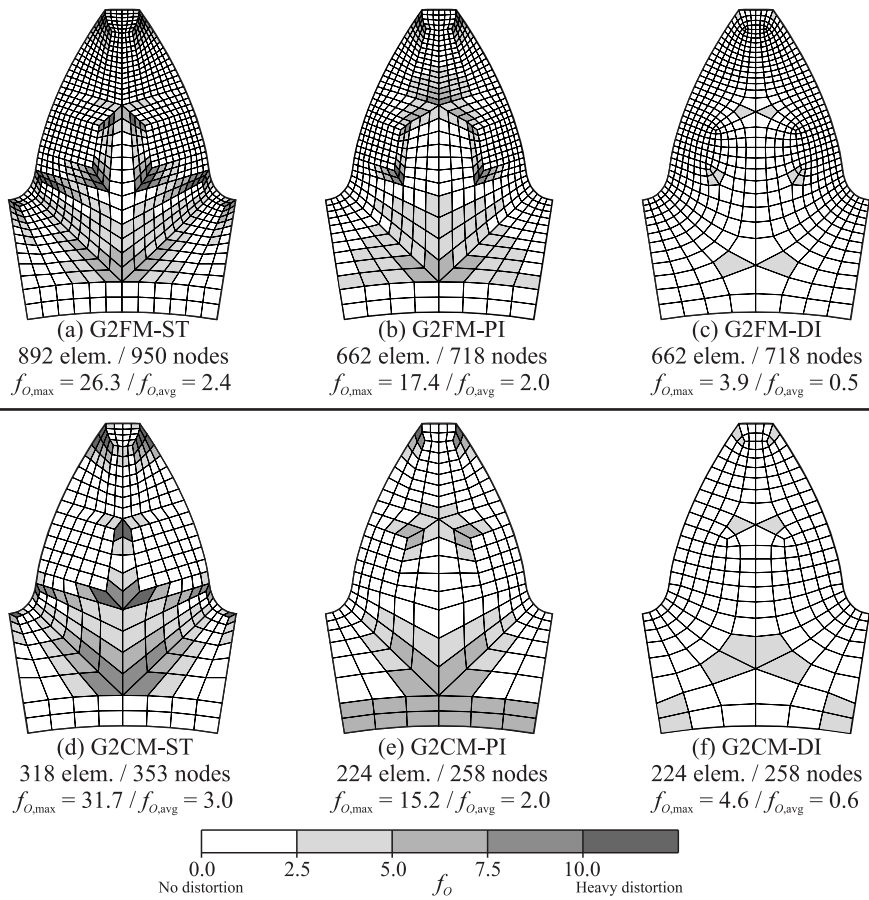 (a) G2FM-ST
892 elem. / 950 nodes
f_O,max = 26.3 / f_O,avg = 2.4
(b) G2FM-PI
662 elem. / 718 nodes
f_O,max = 17.4 / f_O,avg = 2.0
(c) G2FM-DI
662 elem. / 718 nodes
f_O,max = 3.9 / f_O,avg = 0.5
(d) G2CM-ST
318 elem. / 353 nodes
f_O,max = 31.7 / f_O,avg = 3.0
(e) G2CM-PI
224 elem. / 258 nodes
f_O,max = 15.2 / f_O,avg = 2.0
(f) G2CM-DI
224 elem. / 258 nodes
f_O,max = 4.6 / f_O,avg = 0.6
0.0 2.5 5.0 7.5 10.0
No distortion f_O Heavy distortion